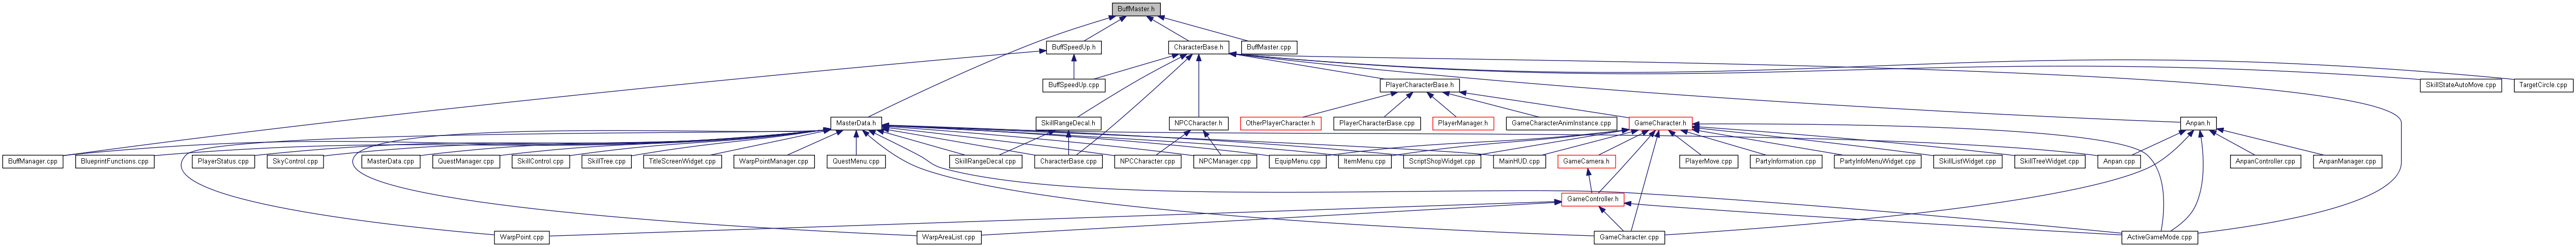 BuffMaster.h
BuffSpeedUp.h
CharacterBase.h
BuffMaster.cpp
BuffSpeedUp.cpp
PlayerCharacterBase.h
SkillStateAutoMove.cpp
TargetCircle.cpp
MasterData.h
SkillRangeDecal.h
NPCCharacter.h
OtherPlayerCharacter.h
PlayerCharacterBase.cpp
PlayerManager.h
GameCharacterAnimInstance.cpp
GameCharacter.h
Anpan.h
BuffManager.cpp
BlueprintFunctions.cpp
PlayerStatus.cpp
SkyControl.cpp
MasterData.cpp
QuestManager.cpp
SkillControl.cpp
SkillTree.cpp
TitleScreenWidget.cpp
WarpPointManager.cpp
QuestMenu.cpp
SkillRangeDecal.cpp
CharacterBase.cpp
NPCCharacter.cpp
NPCManager.cpp
EquipMenu.cpp
ItemMenu.cpp
ScriptShopWidget.cpp
MainHUD.cpp
GameCamera.h
PlayerMove.cpp
PartyInformation.cpp
PartyInfoMenuWidget.cpp
SkillListWidget.cpp
SkillTreeWidget.cpp
Anpan.cpp
AnpanController.cpp
AnpanManager.cpp
GameController.h
WarpPoint.cpp
WarpAreaList.cpp
GameCharacter.cpp
ActiveGameMode.cpp